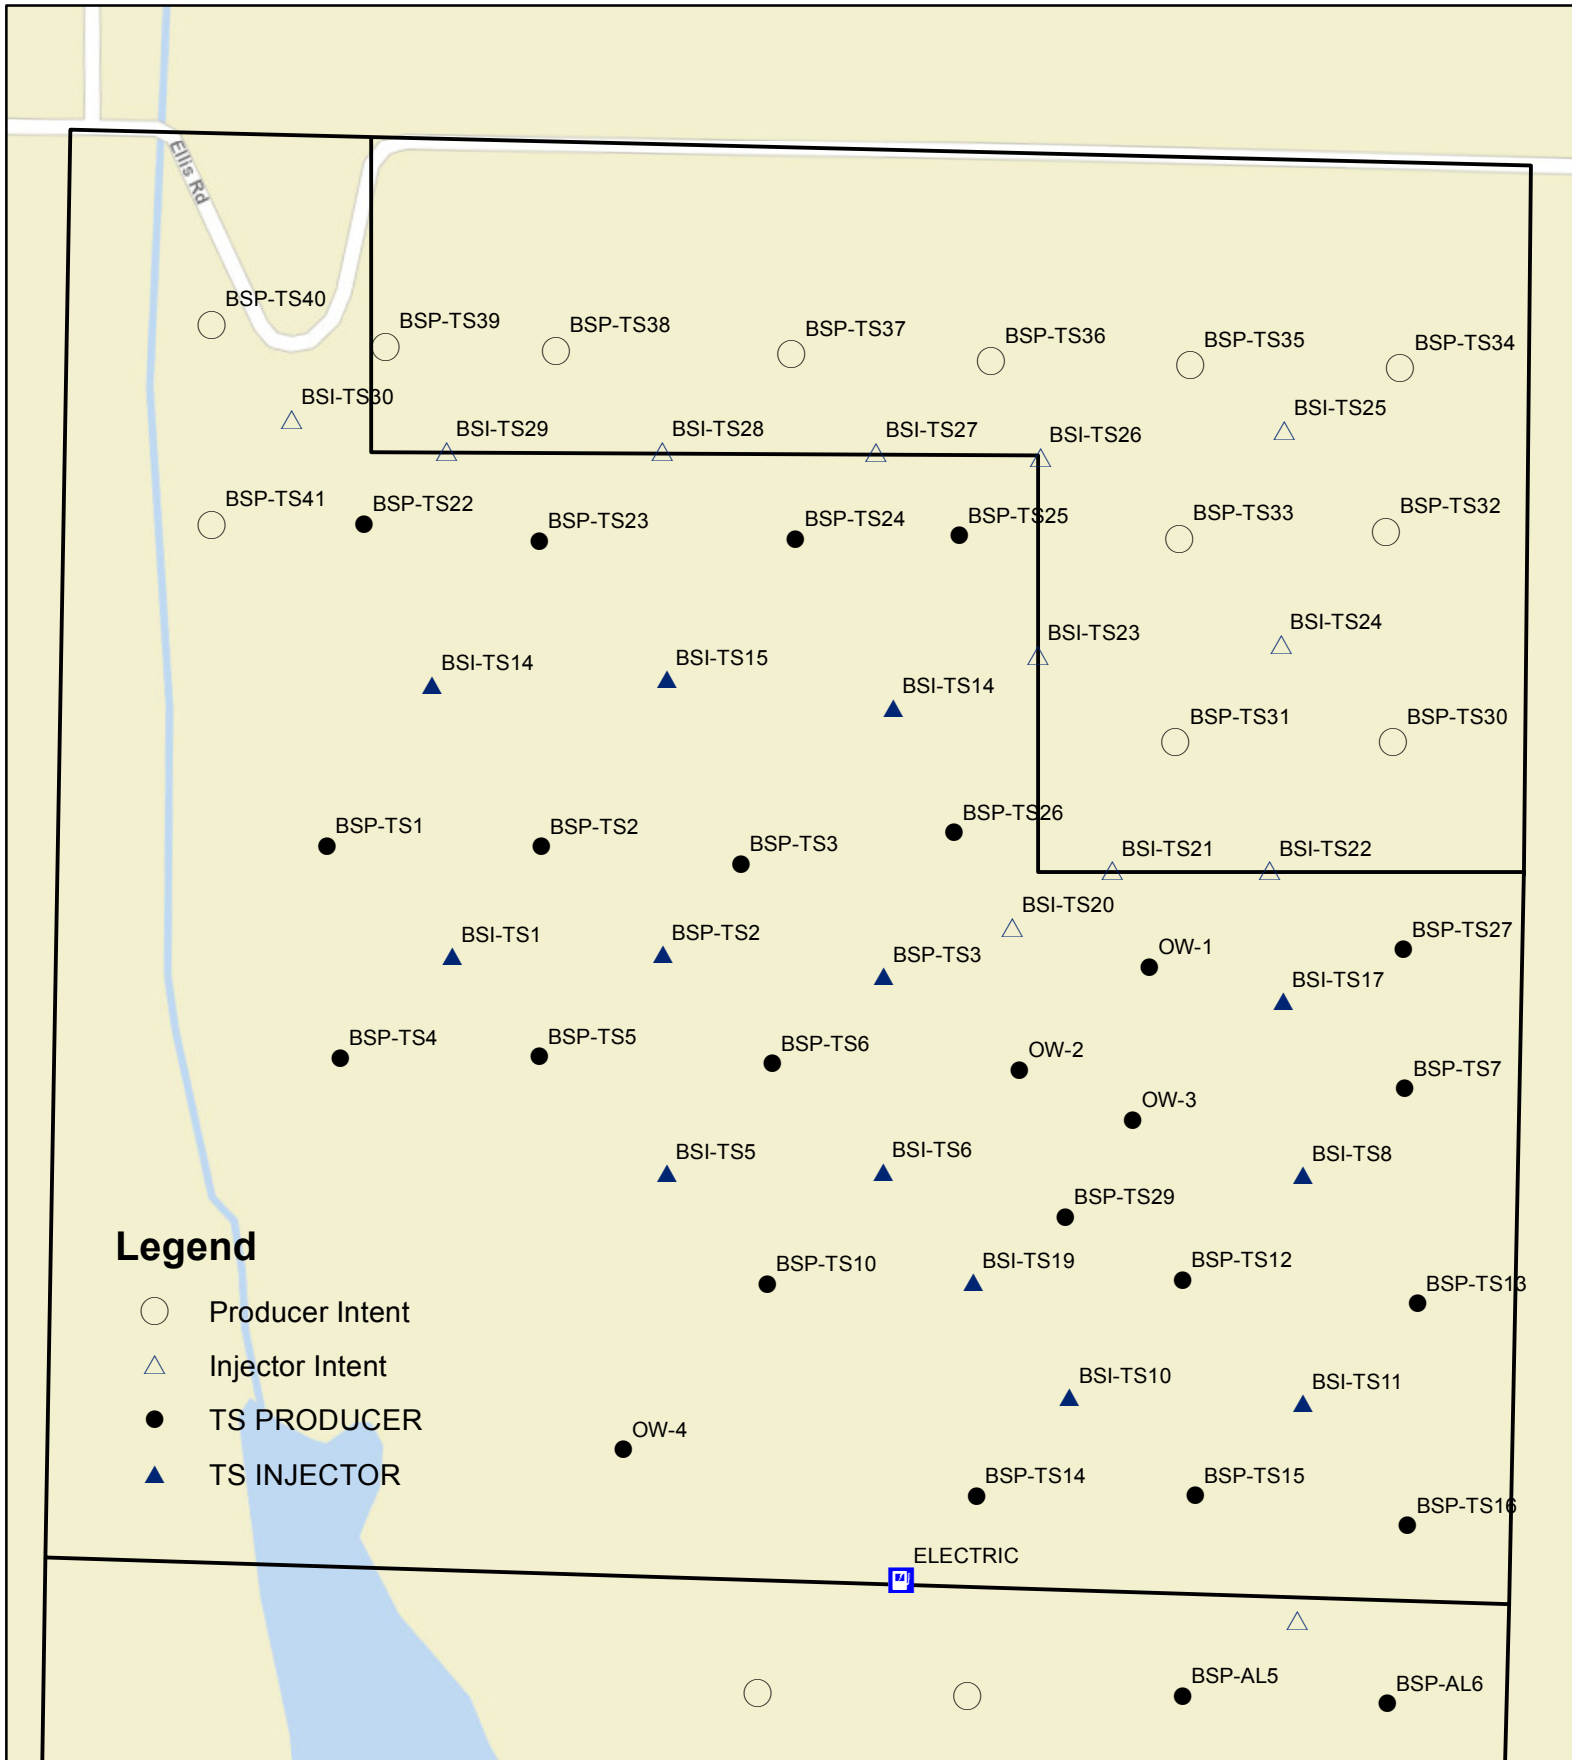 Ellis Rd
BSP-TS40
BSP-TS39
BSP-TS38
BSP-TS37
BSP-TS36
BSP-TS35
BSP-TS34
BSI-TS30
BSI-TS29
BSI-TS28
BSI-TS27
BSI-TS26
BSI-TS25
BSP-TS41
BSP-TS22
BSP-TS23
BSP-TS24
BSP-TS25
BSP-TS33
BSP-TS32
BSI-TS14
BSI-TS15
BSI-TS14
BSI-TS23
BSI-TS24
BSP-TS31
BSP-TS30
BSP-TS1
BSP-TS2
BSP-TS3
BSP-TS26
BSI-TS21
BSI-TS22
BSI-TS20
BSI-TS1
BSP-TS2
BSP-TS3
OW-1
BSP-TS27
BSI-TS17
BSP-TS4
BSP-TS5
BSP-TS6
OW-2
OW-3
BSP-TS7
BSI-TS5
BSI-TS6
BSI-TS8
BSP-TS29
BSP-TS10
BSI-TS19
BSP-TS12
BSP-TS13
BSI-TS10
BSI-TS11
OW-4
BSP-TS14
BSP-TS15
BSP-TS16
ELECTRIC
BSP-AL5
BSP-AL6
Legend
Producer Intent
Injector Intent
TS PRODUCER
TS INJECTOR